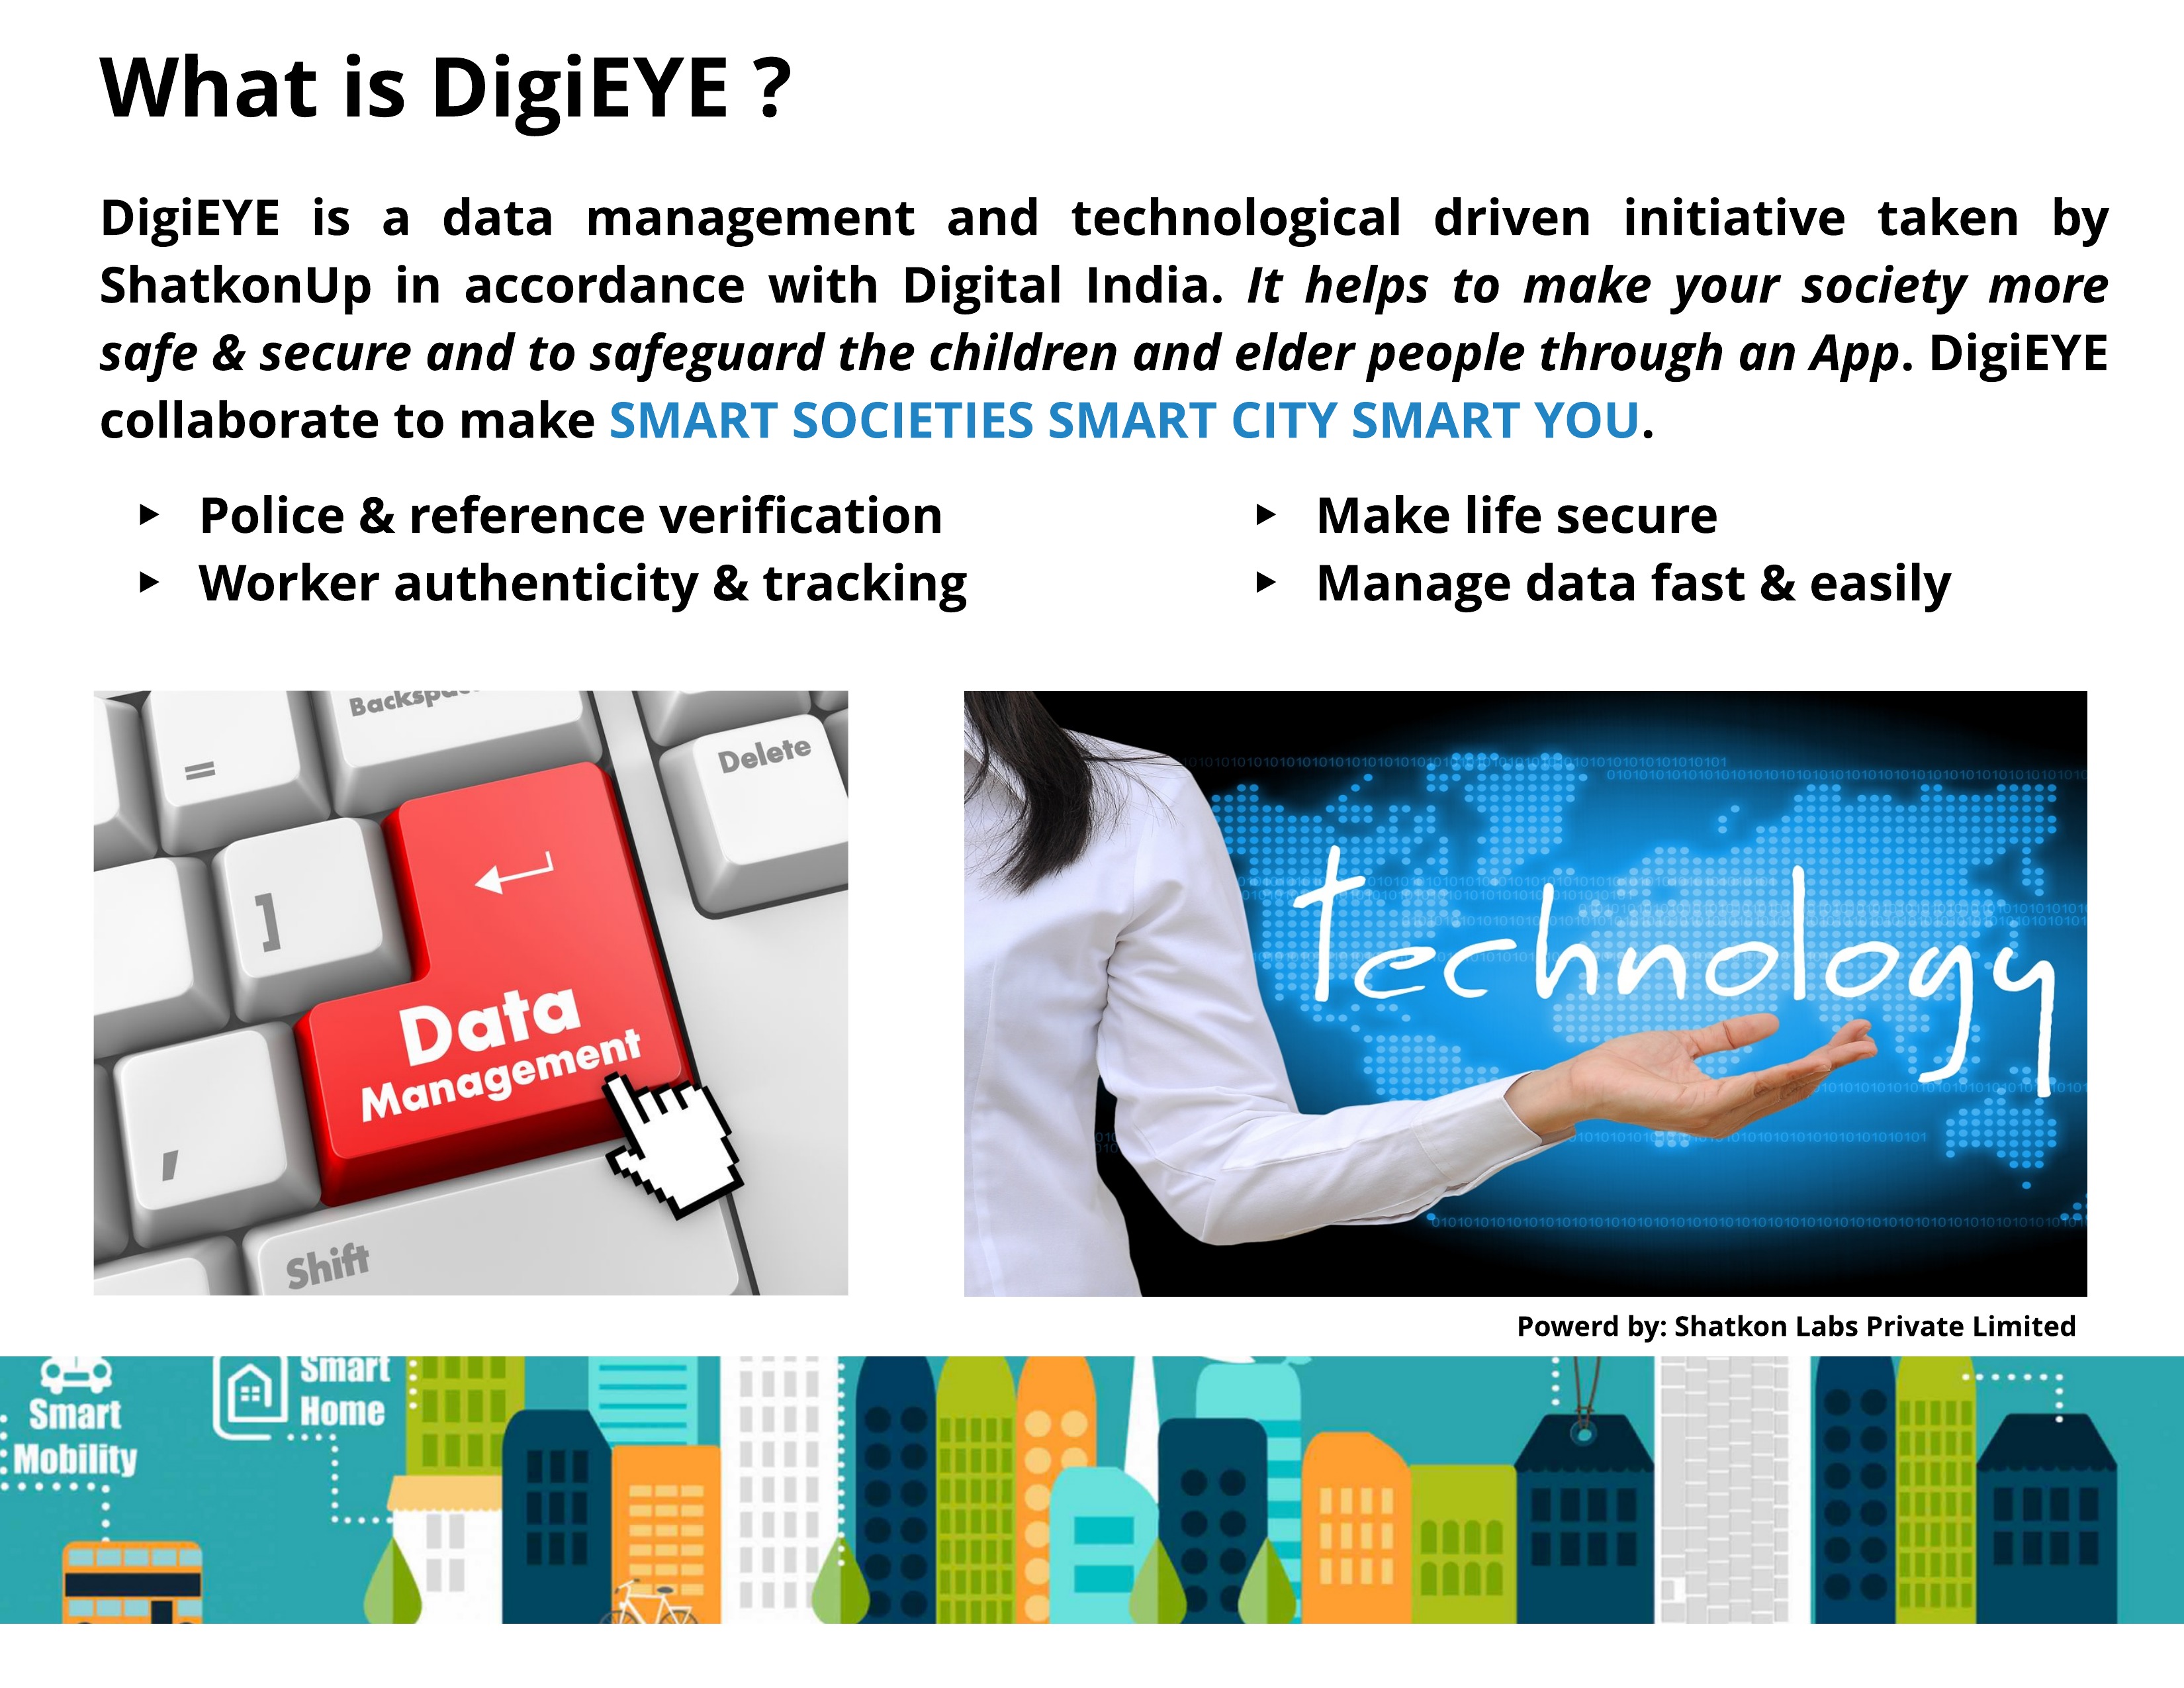 What is DigiEYE ?
DigiEYE is a data management and technological driven initiative taken by
ShatkonUp in accordance with Digital India. It helps to make your society more
safe & secure and to safeguard the children and elder people through an App. DigiEYE
collaborate to make SMART SOCIETIES SMART CITY SMART YOU.
‣ Police & reference verification
‣ Worker authenticity & tracking
‣ Make life secure
‣ Manage data fast & easily
Delete
=
]
Data
Management
,
Shift
technology
Powerd by: Shatkon Labs Private Limited
Smart
Mobility
Smart
Home